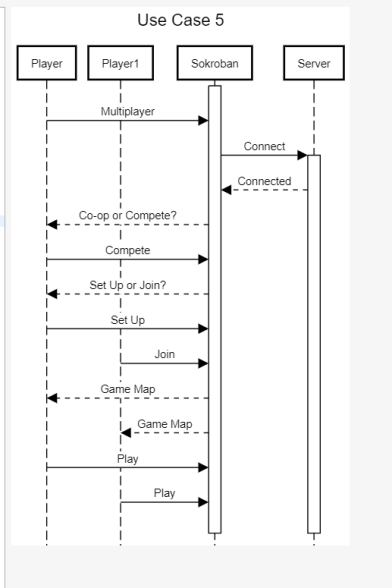 Use Case 5
Player
Player1
Sokroban
Server
Multiplayer
Connect
Connected
Co-op or Compete?
Compete
Set Up or Join?
Set Up
Join
Game Map
Game Map
Play
Play